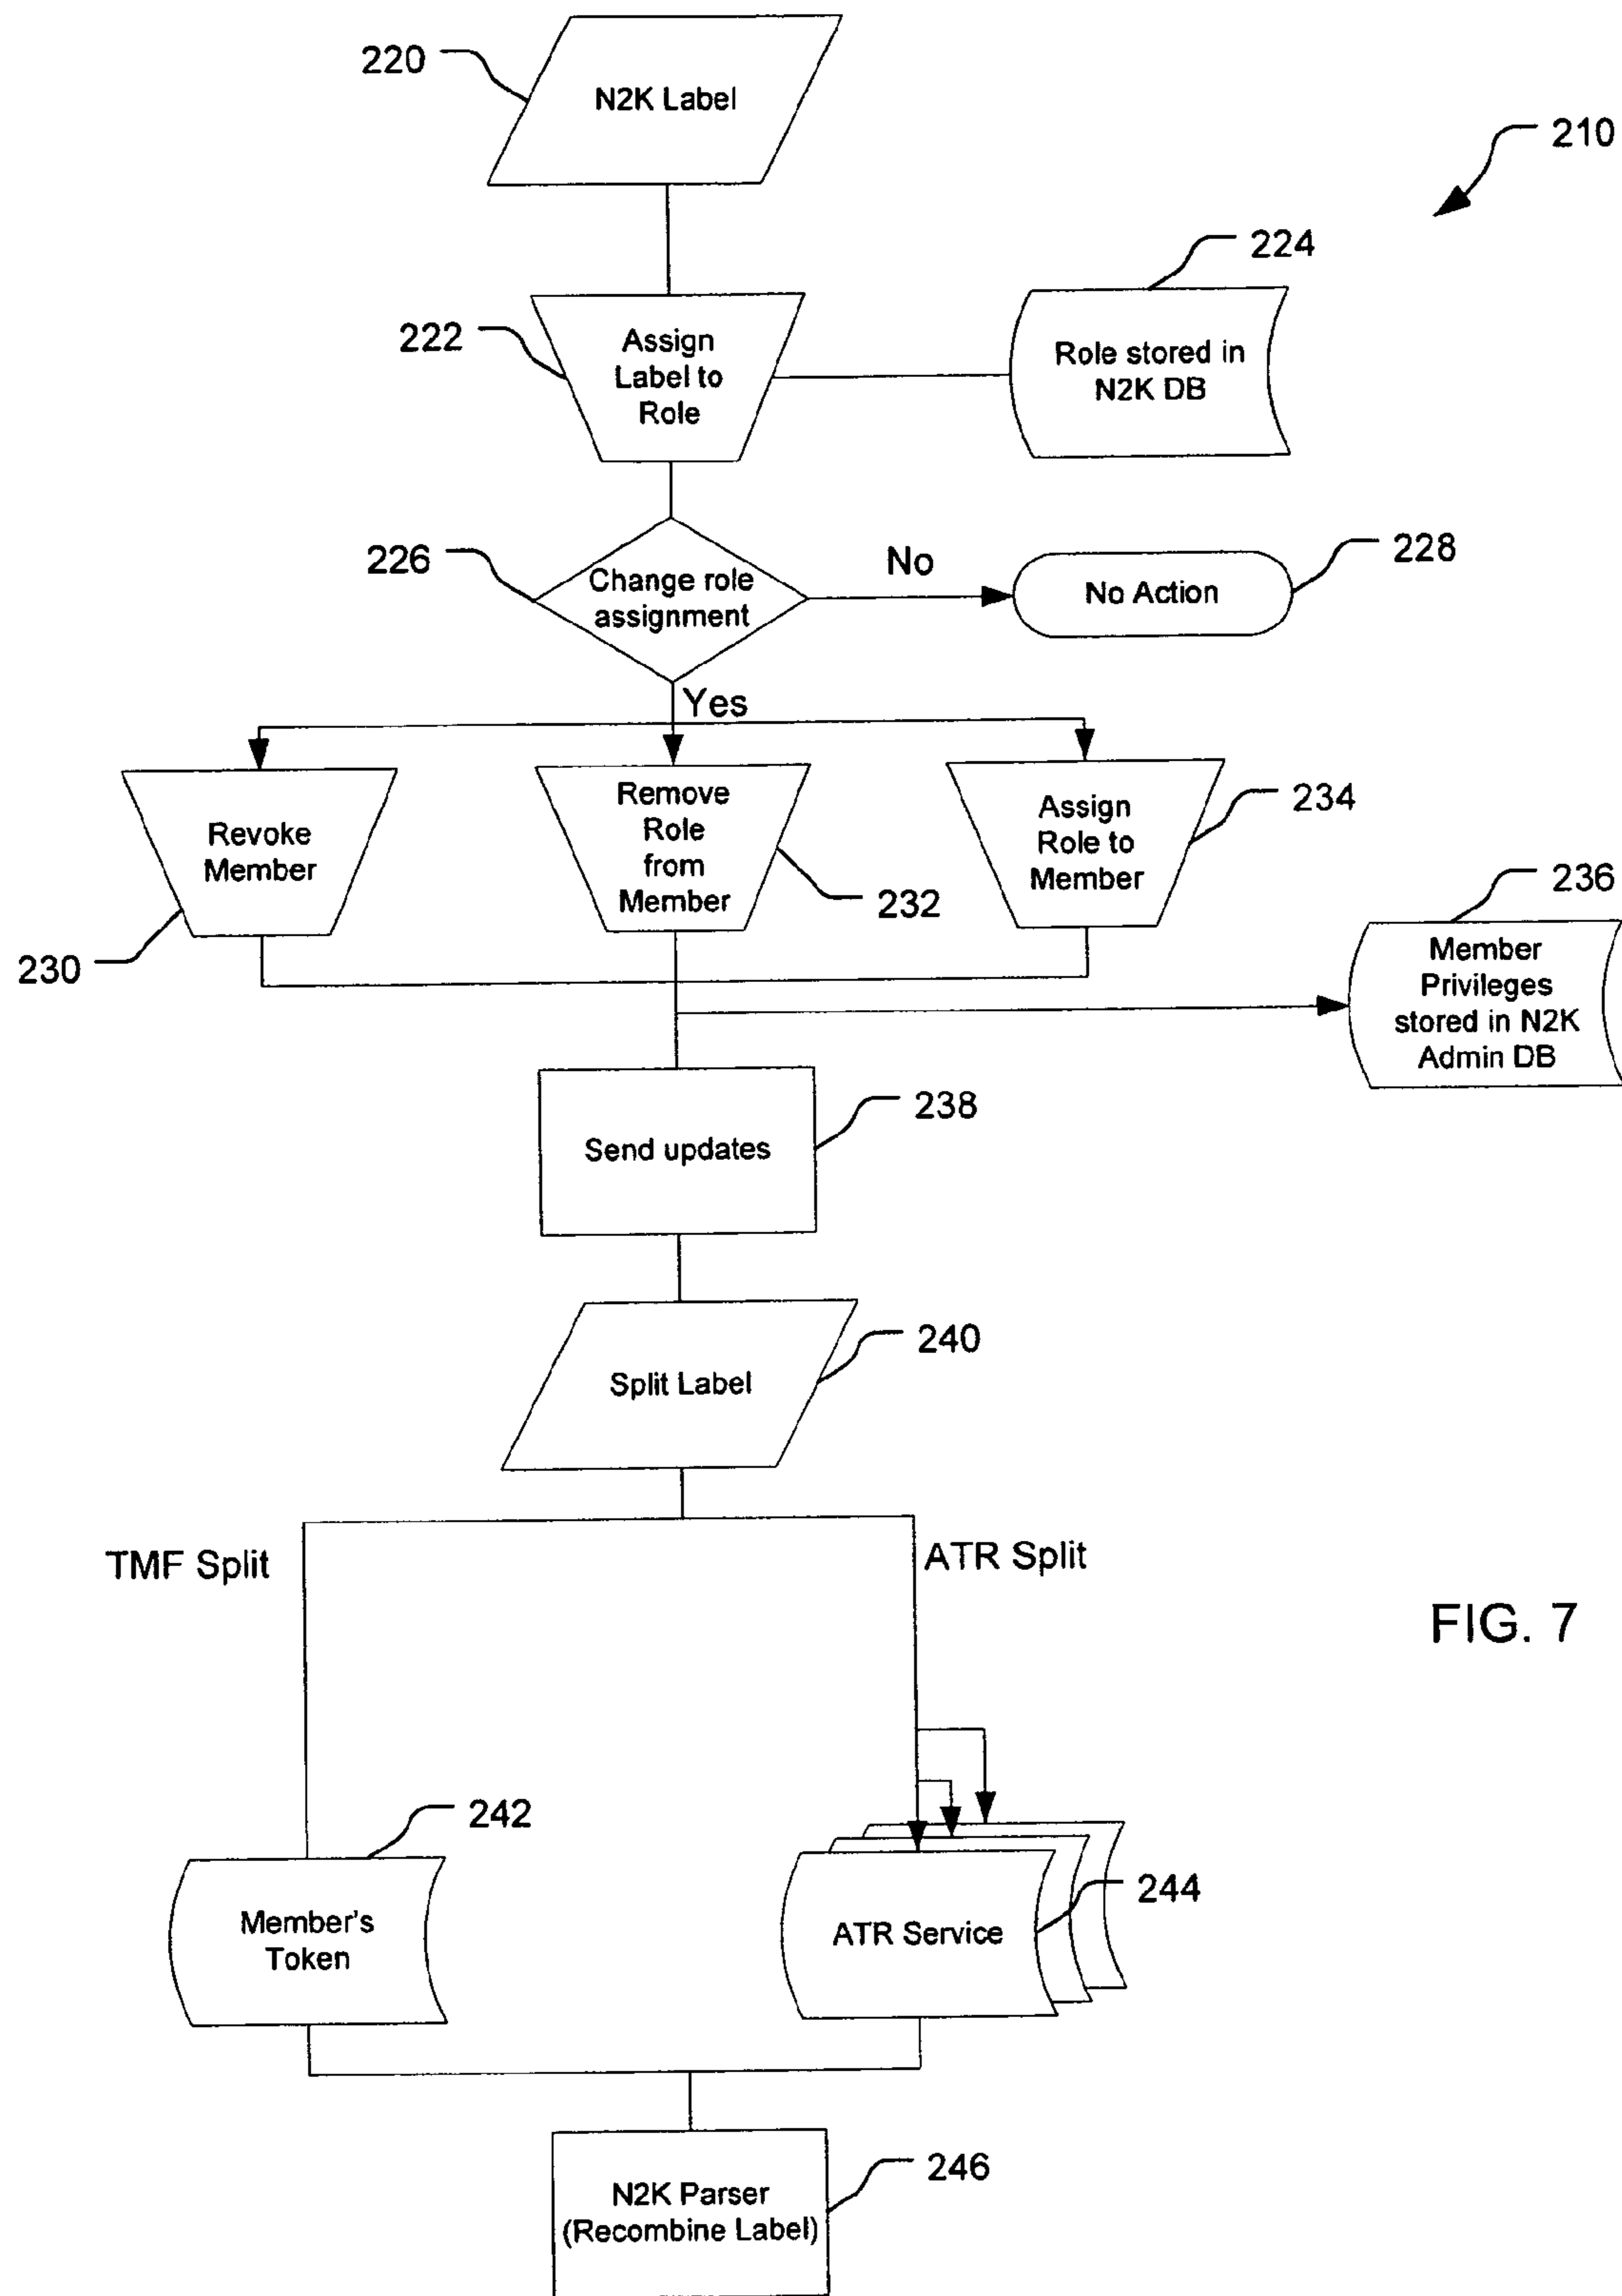 220
N2K Label
210
224
222
Assign
Label to
Role
Role stored in
N2K DB
226
Change role
assignment
No
228
No Action
Yes
Revoke
Member
230
Remove
Role
from
Member
232
Assign
Role to
Member
234
236
Member
Privileges
stored in N2K
Admin DB
238
Send updates
240
Split Label
TMF Split
ATR Split
FIG. 7
242
Member's
Token
244
ATR Service
246
N2K Parser
(Recombine Label)